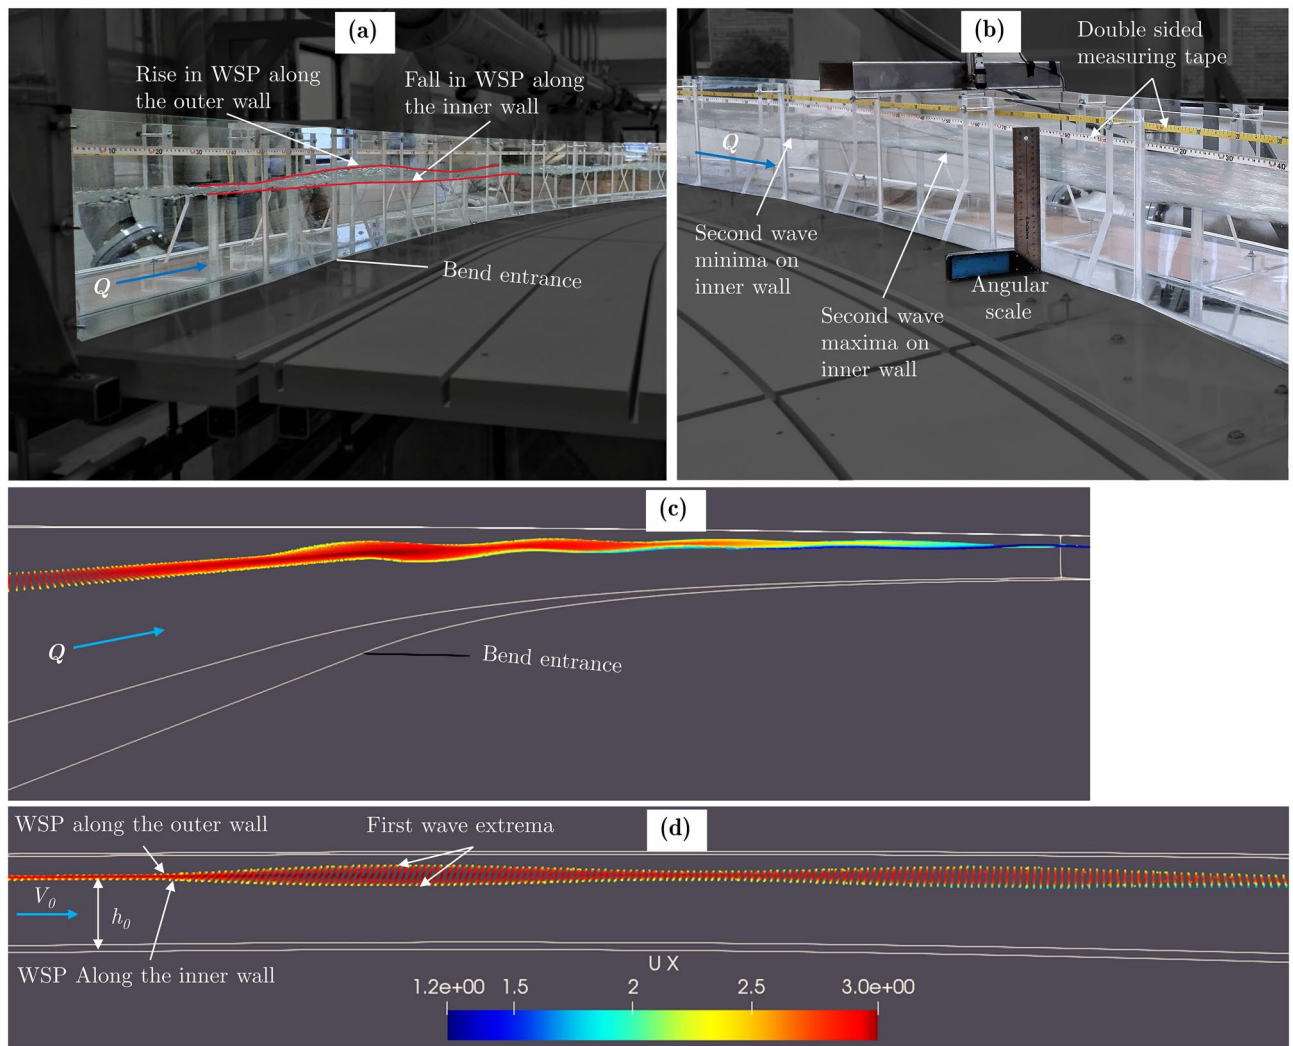 (a)
Rise in WSP along
the outer wall
Fall in WSP along
the inner wall
Q
Bend entrance
(b)
Double sided
measuring tape
Q
Second wave
minima on
inner wall
Second wave
maxima on
inner wall
Angular
scale
(c)
Q
Bend entrance
(d)
WSP along the outer wall
First wave extrema
V0
h0
WSP Along the inner wall
U X
1.2e+00 1.5 2 2.5 3.0e+00